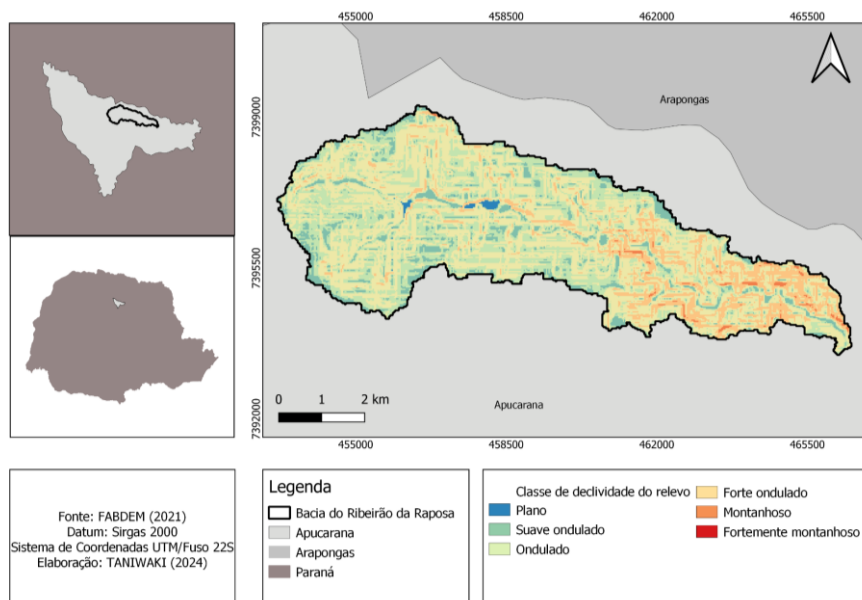 455000
458500
462000
465500
7399000
7395500
7392000
Arapongas
Apucarana
0
1
2 km
455000
458500
462000
465500
Fonte: FABDEM (2021)
Datum: Sirgas 2000
Sistema de Coordenadas UTM/Fuso 22S
Elaboração: TANIWAKI (2024)
Legenda
Bacia do Ribeirão da Raposa
Apucarana
Arapongas
Paraná
Classe de declividade do relevo
Plano
Suave ondulado
Ondulado
Forte ondulado
Montanhoso
Fortemente montanhoso